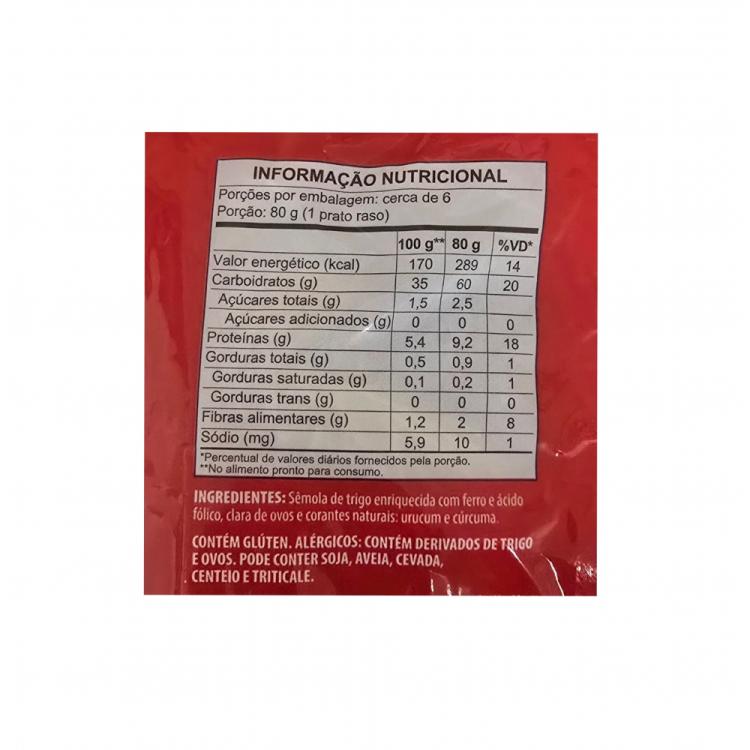 INFORMAÇÃO NUTRICIONAL
Porções por embalagem: cerca de 6
Porção: 80 g (1 prato raso)
100 g** 80 g %VD*
Valor energético (kcal) 170 289 14
Carboidratos (g) 35 60 20
Açúcares totais (g) 1,5 2,5
Açúcares adicionados (g) 0 0 0
Proteínas (g) 5,4 9,2 18
Gorduras totais (g) 0,5 0,9 1
Gorduras saturadas (g) 0,1 0,2 1
Gorduras trans (g) 0 0 0
Fibras alimentares (g) 1,2 2 8
Sódio (mg) 5,9 10 1
*Percentual de valores diários fornecidos pela porção.
**No alimento pronto para consumo.
INGREDIENTES: Sêmola de trigo enriquecida com ferro e ácido
fólico, clara de ovos e corantes naturais: urucum e cúrcuma.
CONTÉM GLÚTEN. ALÉRGICOS: CONTÉM DERIVADOS DE TRIGO
E OVOS. PODE CONTER SOJA, AVEIA, CEVADA,
CENTEIO E TRITICALE.